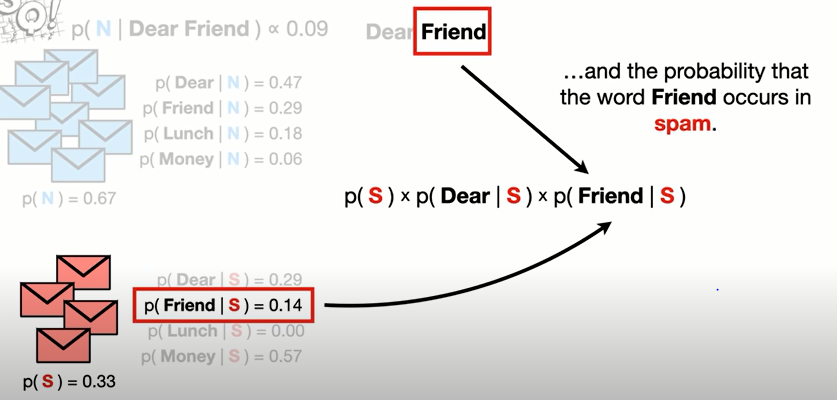 p( N | Dear Friend ) ∝ 0.09
Dear Friend
…and the probability that
the word Friend occurs in
spam.
p( Dear | N ) = 0.47
p( Friend | N ) = 0.29
p( Lunch | N ) = 0.18
p( Money | N ) = 0.06
p( N ) = 0.67
p( S ) x p( Dear | S ) x p( Friend | S )
p( Dear | S ) = 0.29
p( Friend | S ) = 0.14
p( Lunch | S ) = 0.00
p( Money | S ) = 0.57
p( S ) = 0.33